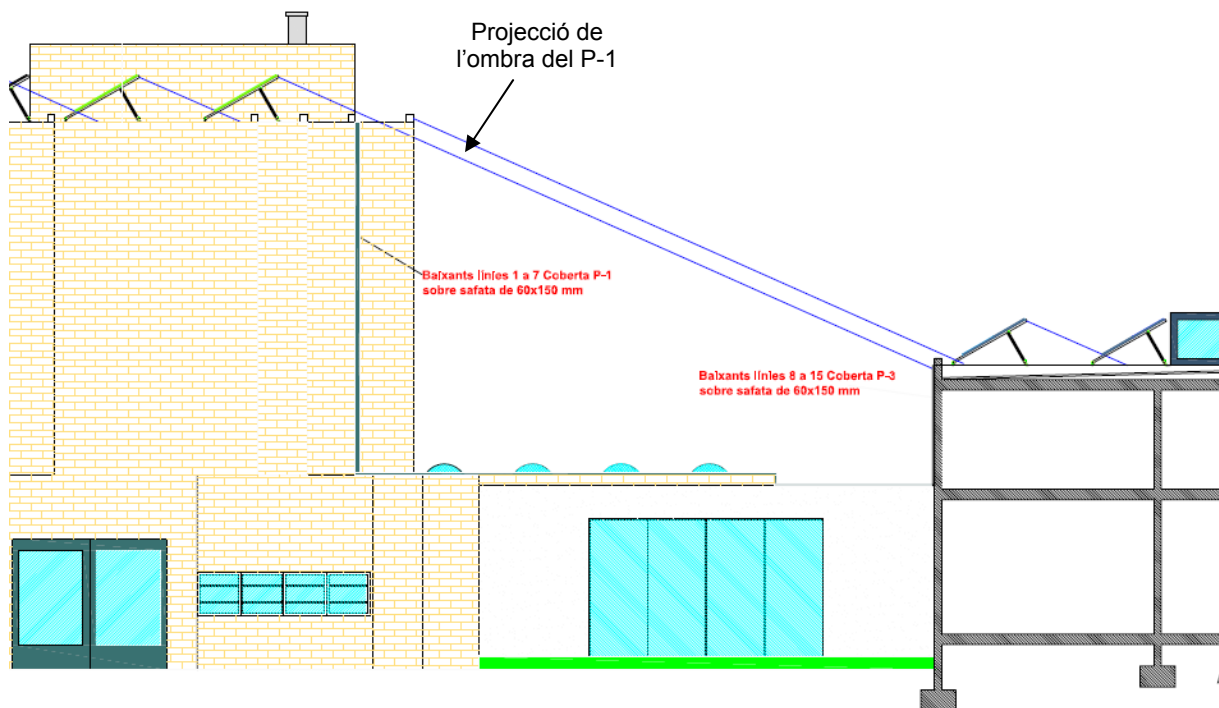 Projecció de
l'ombra del P-1
Baixants línies 1 a 7 Coberta P-1
sobre safata de 60x150 mm
Baixants línies 8 a 15 Coberta P-3
sobre safata de 60x150 mm